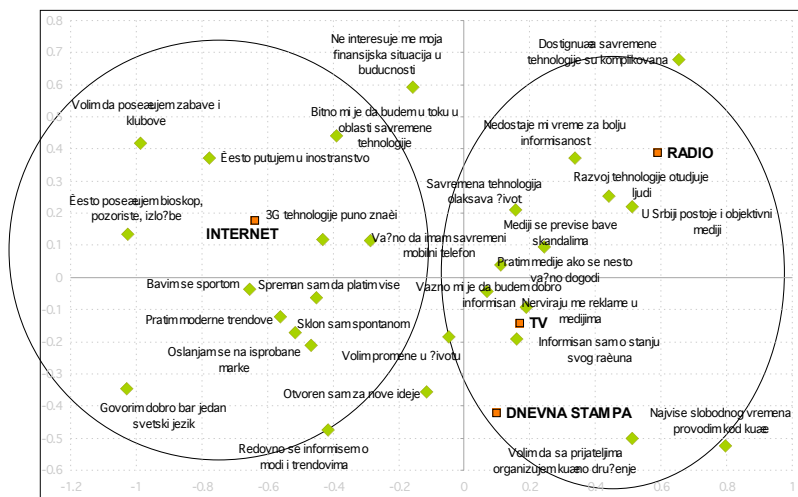 0.8
0.7
0.6
0.5
0.4
0.3
0.2
0.1
0
-0.1
-0.2
-0.3
-0.4
-0.5
-0.6
-1.2
-1
-0.8
-0.6
-0.4
-0.2
0
0.2
0.4
0.6
0.8
1
Ne interesuje me moja
finansijska situacija u
buducnosti
Dostignuæa savremene
tehnologije su komplikovana
Volim da poseæujem zabave i
klubove
Bitno mi je da budem u toku u
oblasti savremene
tehnologije
Nedostaje mi vreme za bolju
informisanost
RADIO
Èesto putujem u inostranstvo
Razvoj tehnologije otudjuje
ljudi
Savremena tehnologija
olaksava ?ivot
Èesto poseæujem bioskop,
pozoriste, izlo?be
3G tehnologije puno znaèi
INTERNET
U Srbiji postoje i objektivni
mediji
Mediji se previse bave
skandalima
Va?no da imam savremeni
mobilni telefon
Pratim medije ako se nesto
va?no dogodi
Bavim se sportom
Spreman sam da platim vise
Vazno mi je da budem dobro
informisan
Nerviraju me reklame u
medijima
Pratim moderne trendove
Sklon sam spontanom
TV
Oslanjam se na isprobane
marke
Volim promene u ?ivotu
Informisan sam o stanju
svog raèuna
Govorim dobro bar jedan
svetski jezik
Otvoren sam za nove ideje
DNEVNA STAMPA
Najvise slobodnog vremena
provodim kod kuæe
Redovno se informisem o
modi i trendovima
Volim da sa prijateljima
organizujem kuæno dru?enje